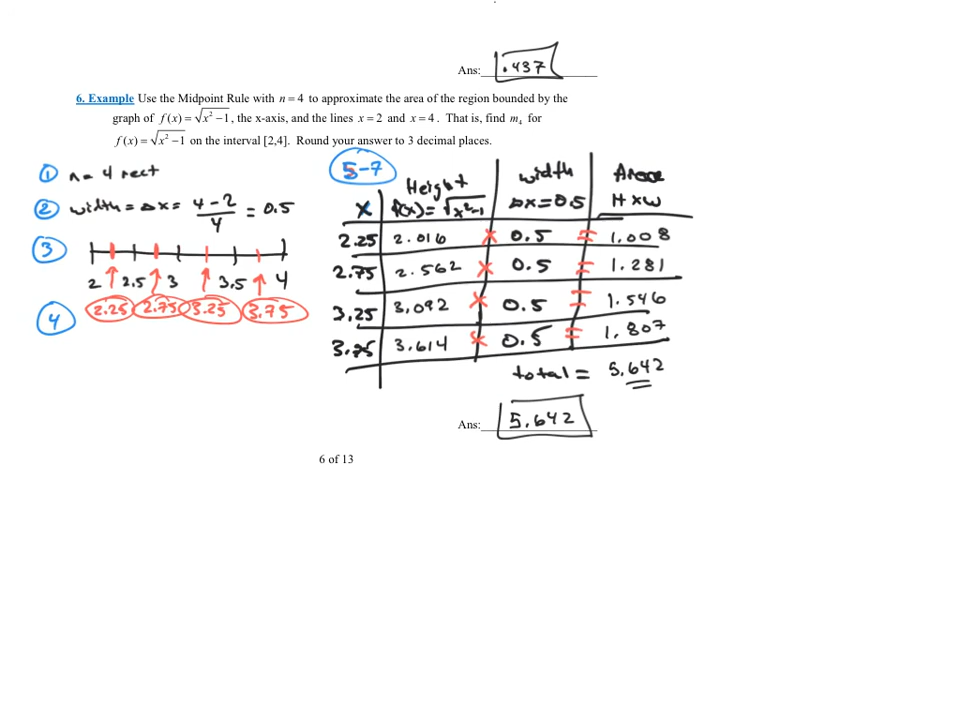 Ans: .437
6. Example Use the Midpoint Rule with n = 4 to approximate the area of the region bounded by the
graph of f(x) = √(x² − 1), the x-axis, and the lines x = 2 and x = 4. That is, find m₄ for
f(x) = √(x² − 1) on the interval [2,4]. Round your answer to 3 decimal places.
① n = 4 rect
② width = Δx = (4 − 2)/4 = 0.5
③
2 2.5 3 3.5 4
④ 2.25 2.75 3.25 3.75
5-7
x | Height f(x) = √(x²−1) | width Δx = 0.5 | Area H x W
2.25 | 2.016 × 0.5 = 1.008
2.75 | 2.562 × 0.5 = 1.281
3.25 | 3.092 × 0.5 = 1.546
3.75 | 3.614 × 0.5 = 1.807
total = 5.642
Ans: 5.642
6 of 13